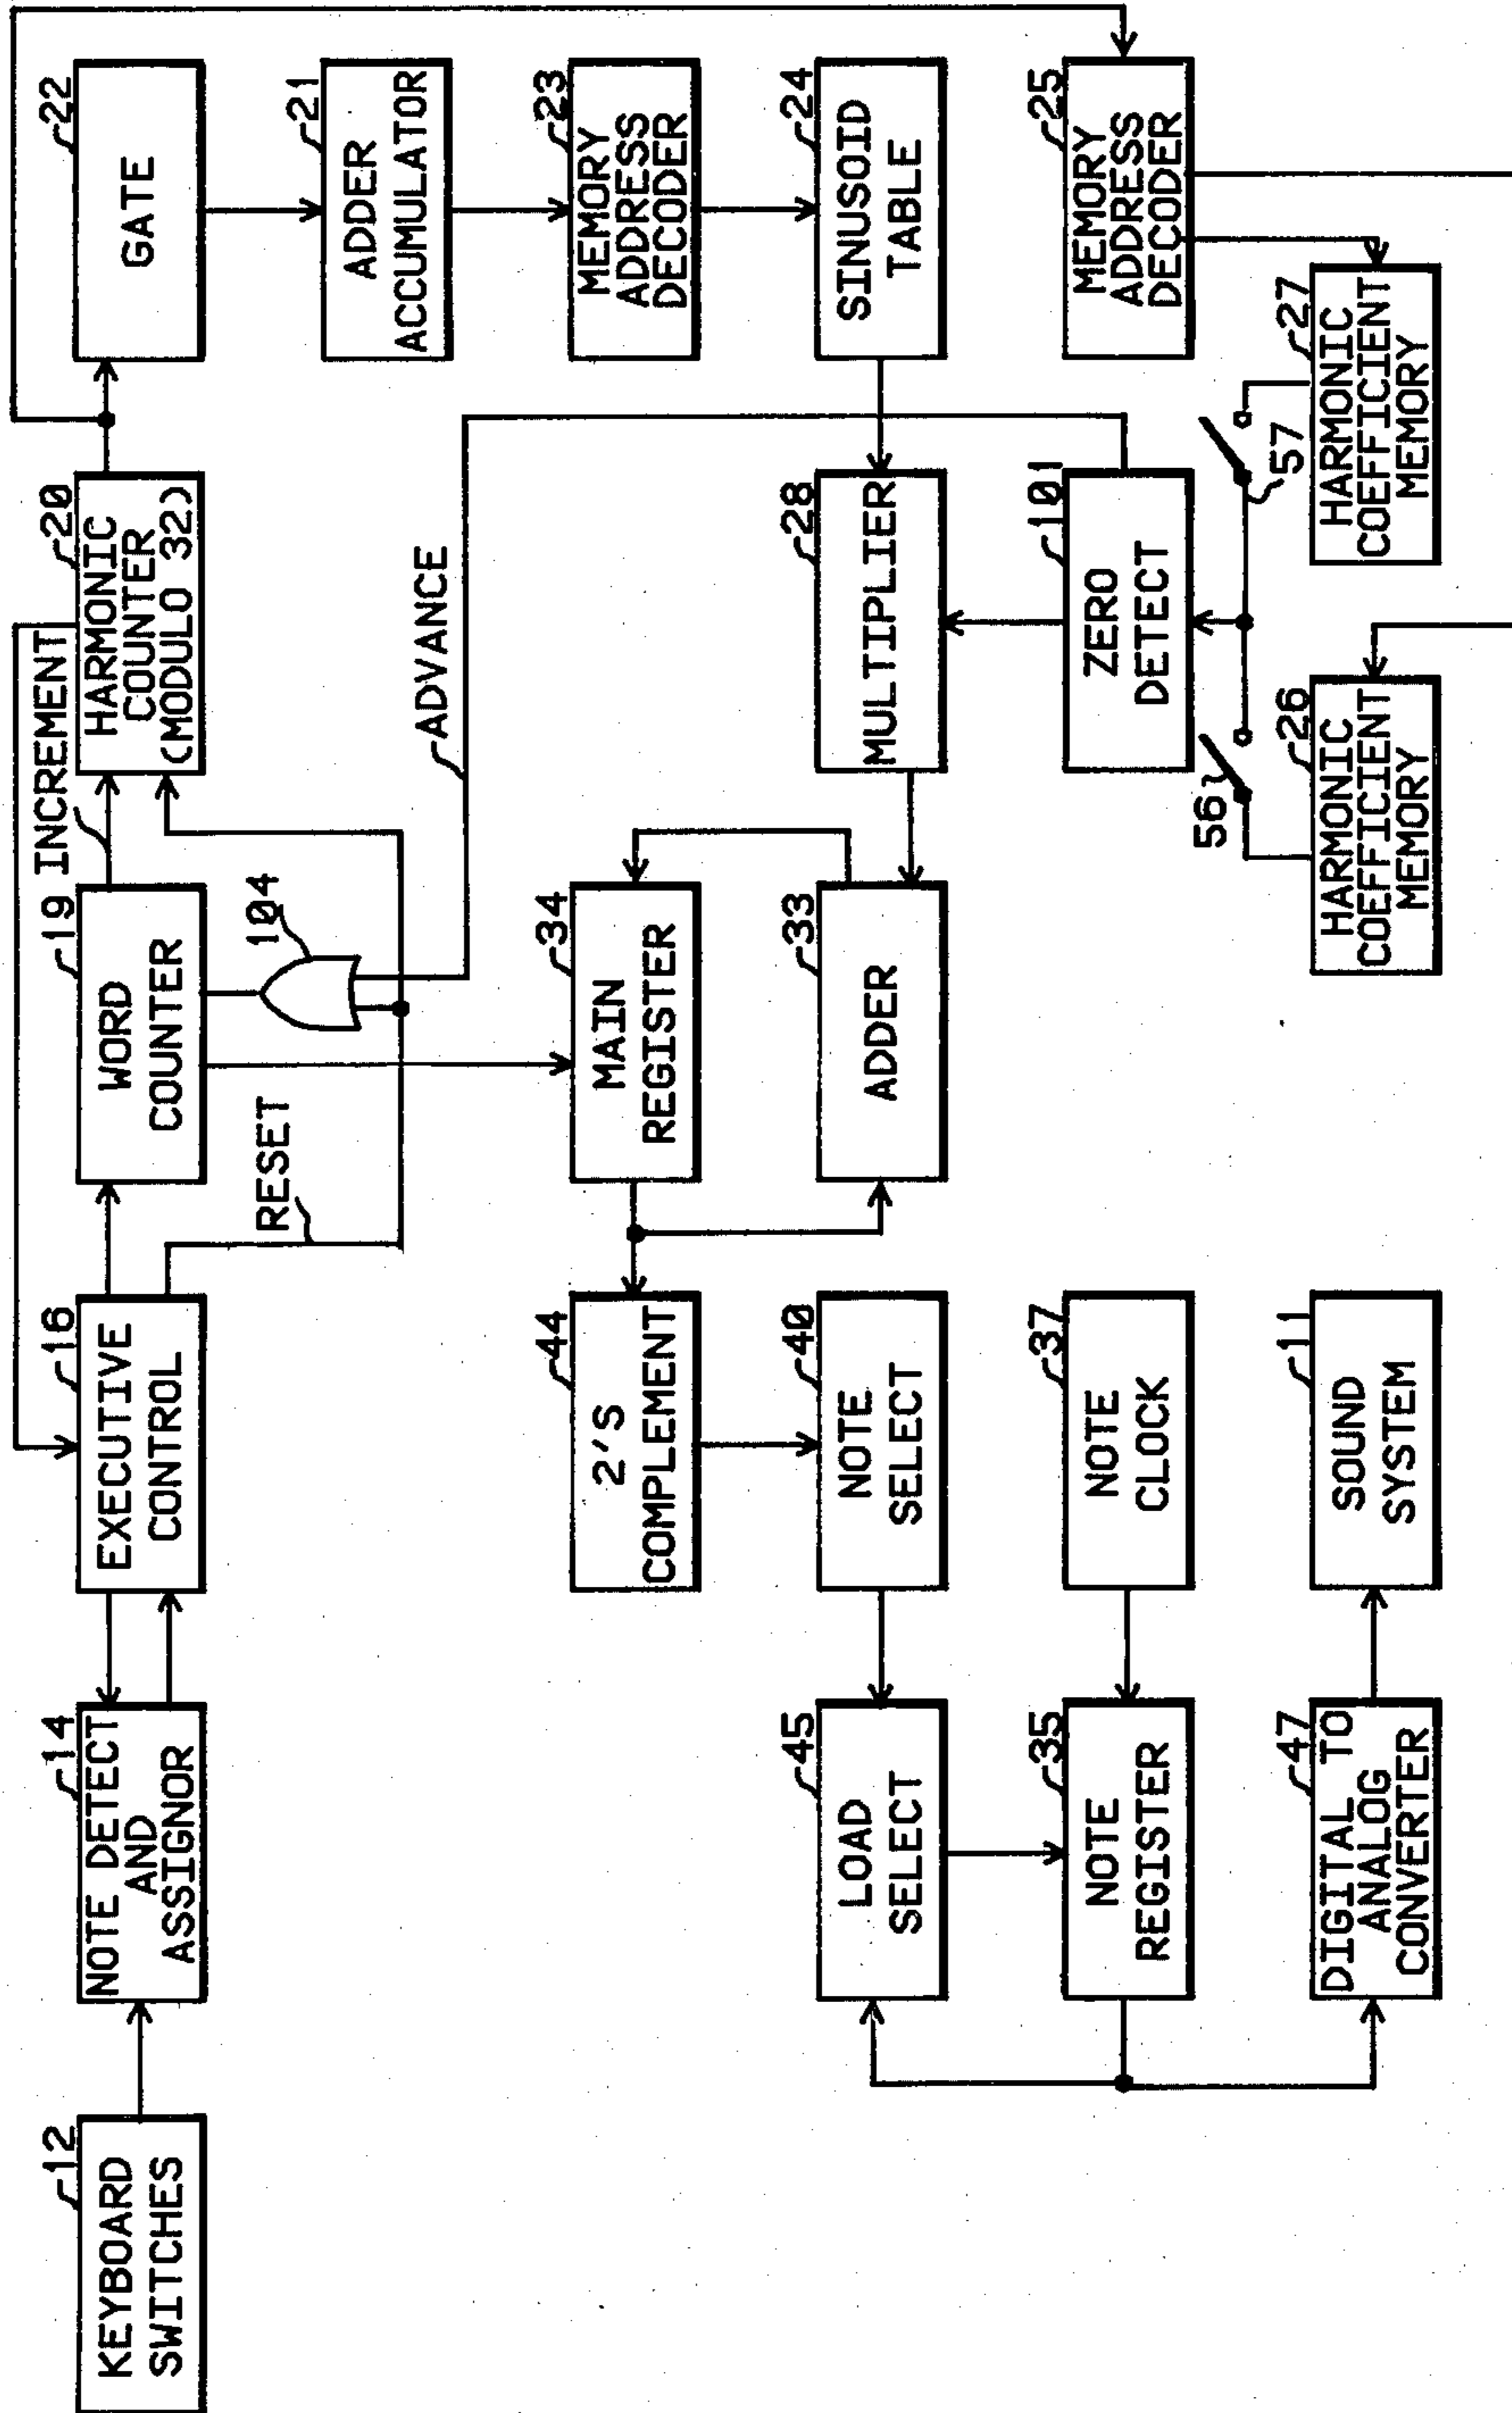 12
KEYBOARD
SWITCHES
14
NOTE DETECT
AND
ASSIGNOR
16
EXECUTIVE
CONTROL
RESET
19
WORD
COUNTER
INCREMENT
104
20
HARMONIC
COUNTER
(MODULO 32)
ADVANCE
22
GATE
21
ADDER
ACCUMULATOR
23
MEMORY
ADDRESS
DECODER
24
SINUSOID
TABLE
25
MEMORY
ADDRESS
DECODER
44
2'S
COMPLEMENT
34
MAIN
REGISTER
45
LOAD
SELECT
40
NOTE
SELECT
33
ADDER
28
MULTIPLIER
35
NOTE
REGISTER
37
NOTE
CLOCK
101
ZERO
DETECT
56
57
47
DIGITAL TO
ANALOG
CONVERTER
11
SOUND
SYSTEM
26
HARMONIC
COEFFICIENT
MEMORY
27
HARMONIC
COEFFICIENT
MEMORY